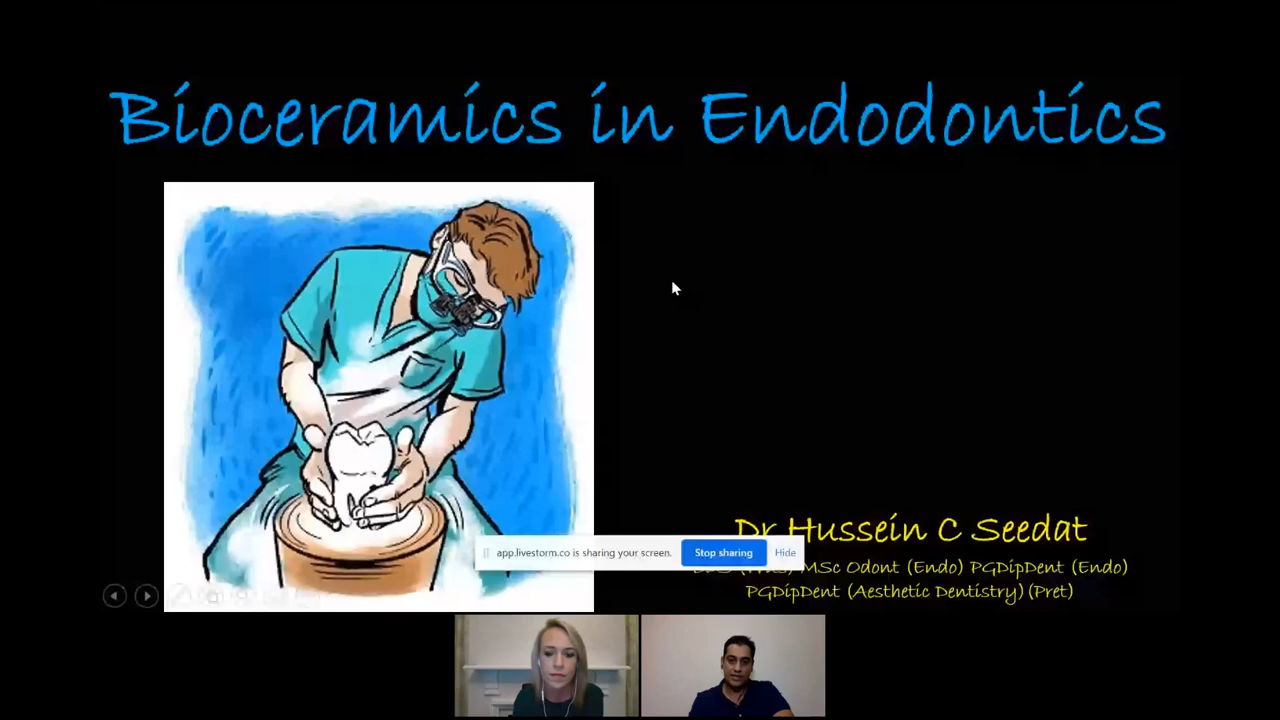 Bioceramics in Endodontics
Dr Hussein C Seedat
app.livestorm.co is sharing your screen. Stop sharing Hide
MSc Odont (Endo) PGDipDent (Endo)
PGDipDent (Aesthetic Dentistry) (Pret)